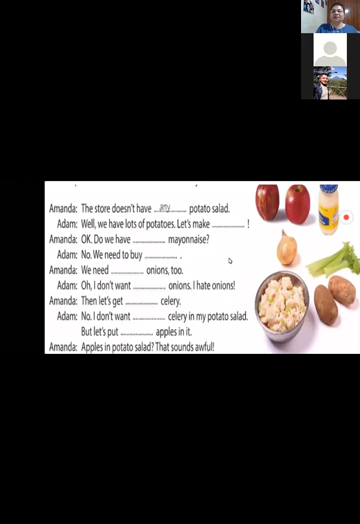 Amanda: The store doesn't have ....any.......... potato salad.
Adam: Well, we have lots of potatoes. Let's make .................... !
Amanda: OK. Do we have .................... mayonnaise?
Adam: No. We need to buy .................... .
Amanda: We need .................... onions, too.
Adam: Oh, I don't want .................... onions. I hate onions!
Amanda: Then let's get .................... celery.
Adam: No. I don't want .................... celery in my potato salad.
But let's put .................... apples in it.
Amanda: Apples in potato salad? That sounds awful!